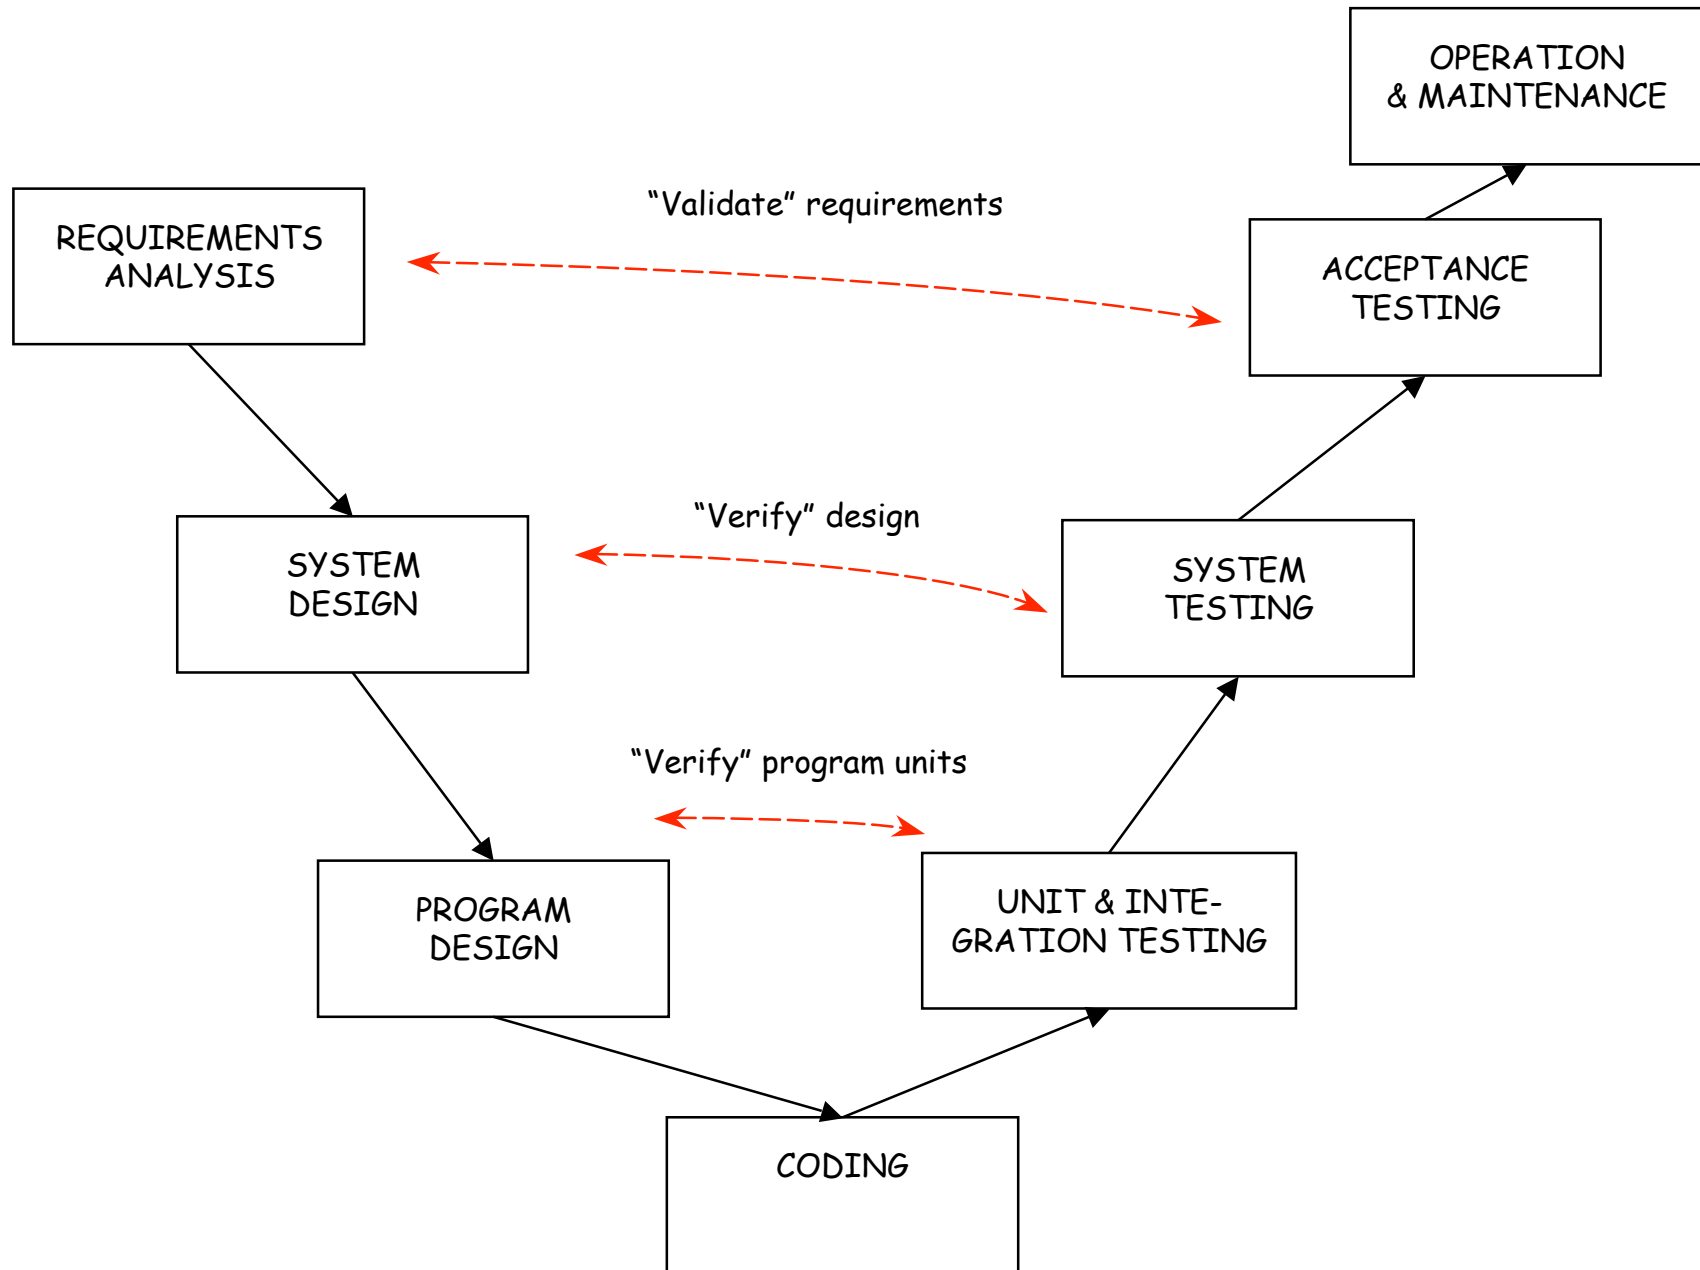 OPERATION
& MAINTENANCE
“Validate” requirements
REQUIREMENTS
ANALYSIS
ACCEPTANCE
TESTING
“Verify” design
SYSTEM
DESIGN
SYSTEM
TESTING
“Verify” program units
PROGRAM
DESIGN
UNIT & INTE-
GRATION TESTING
CODING